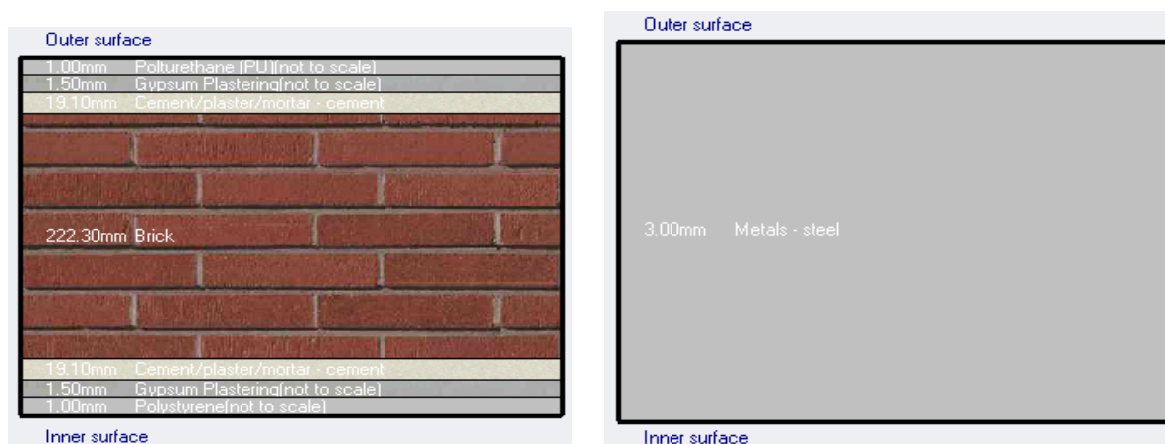 Outer surface
1.00mm Polturethane (PU)(not to scale)
1.50mm Gypsum Plastering(not to scale)
19.10mm Cement/plaster/mortar - cement
222.30mm Brick
19.10mm Cement/plaster/mortar - cement
1.50mm Gypsum Plastering(not to scale)
1.00mm Polystyrene(not to scale)
Inner surface
Outer surface
3.00mm Metals - steel
Inner surface